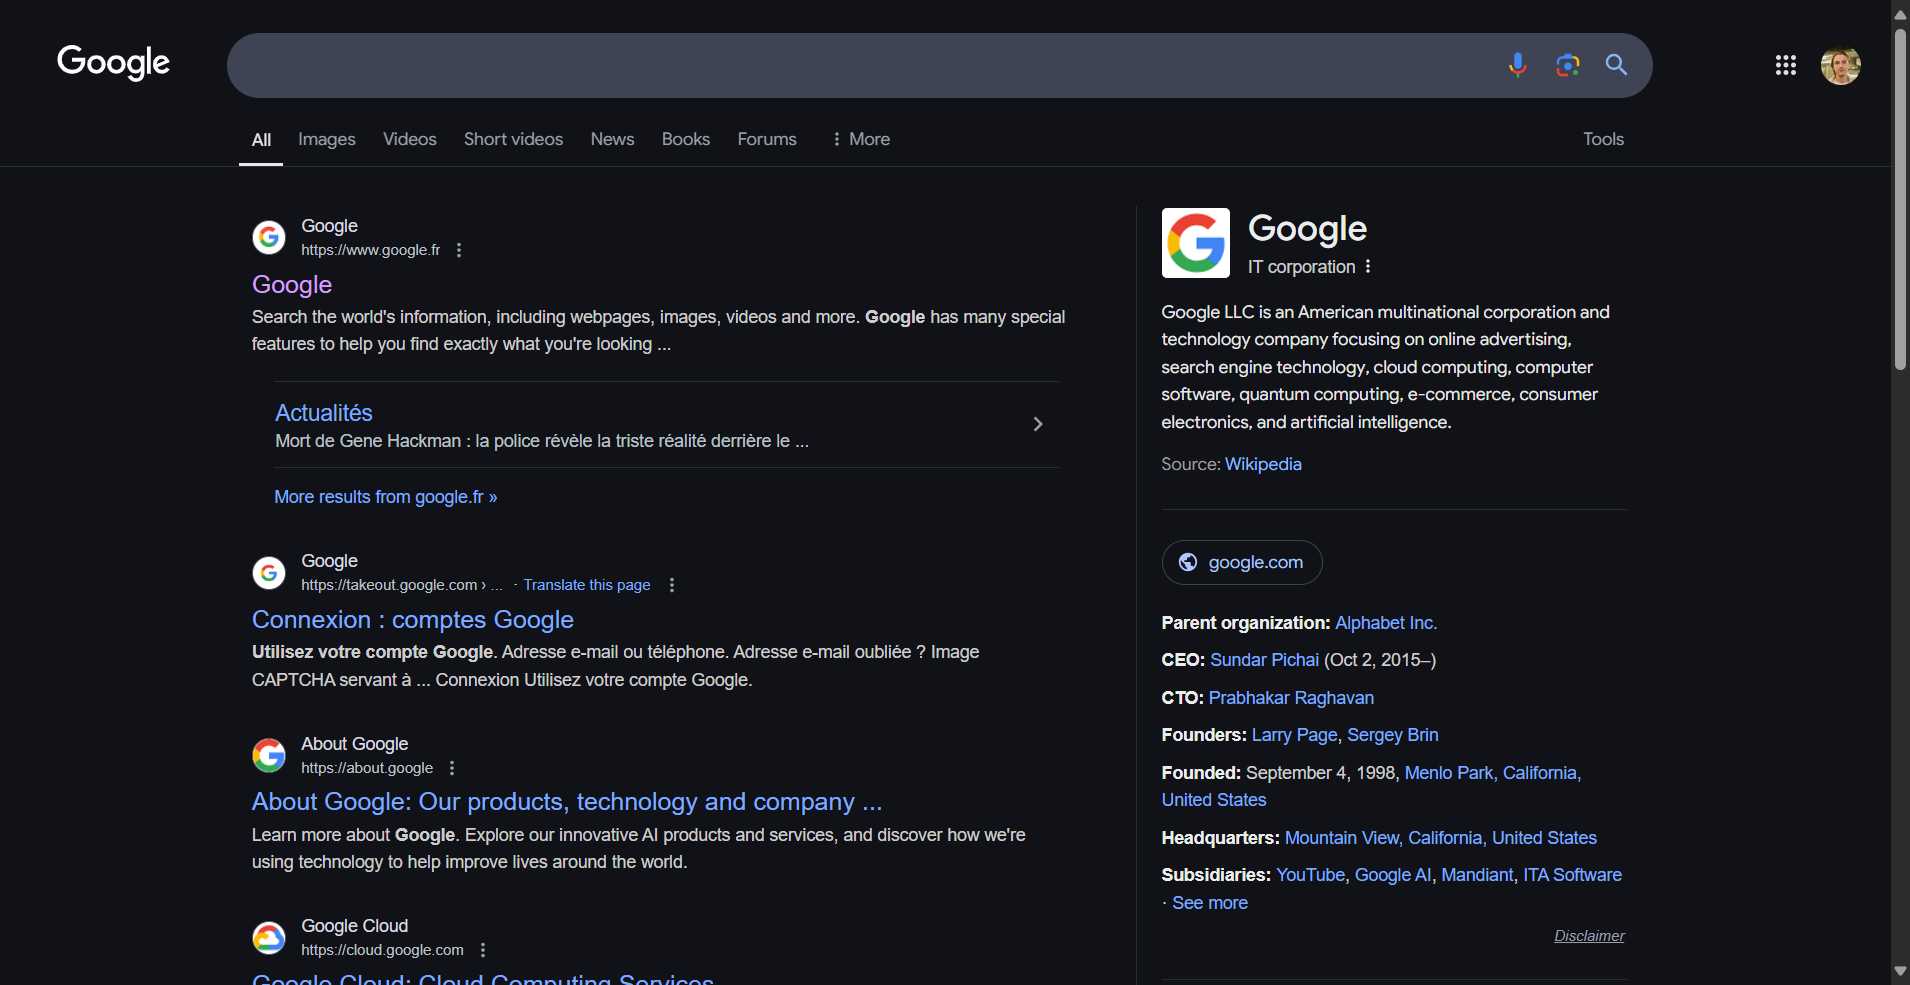 Google
All
Images
Videos
Short videos
News
Books
Forums
More
Tools
Google
https://www.google.fr
Google
Search the world's information, including webpages, images, videos and more. Google has many special
features to help you find exactly what you're looking ...
Actualités
Mort de Gene Hackman : la police révèle la triste réalité derrière le ...
More results from google.fr »
Google
https://takeout.google.com › ... · Translate this page
Connexion : comptes Google
Utilisez votre compte Google. Adresse e-mail ou téléphone. Adresse e-mail oubliée ? Image
CAPTCHA servant à ... Connexion Utilisez votre compte Google.
About Google
https://about.google
About Google: Our products, technology and company ...
Learn more about Google. Explore our innovative AI products and services, and discover how we're
using technology to help improve lives around the world.
Google Cloud
https://cloud.google.com
Google Cloud: Cloud Computing Services
Google
IT corporation
Google LLC is an American multinational corporation and
technology company focusing on online advertising,
search engine technology, cloud computing, computer
software, quantum computing, e-commerce, consumer
electronics, and artificial intelligence.
Source: Wikipedia
google.com
Parent organization: Alphabet Inc.
CEO: Sundar Pichai (Oct 2, 2015–)
CTO: Prabhakar Raghavan
Founders: Larry Page, Sergey Brin
Founded: September 4, 1998, Menlo Park, California,
United States
Headquarters: Mountain View, California, United States
Subsidiaries: YouTube, Google AI, Mandiant, ITA Software
· See more
Disclaimer